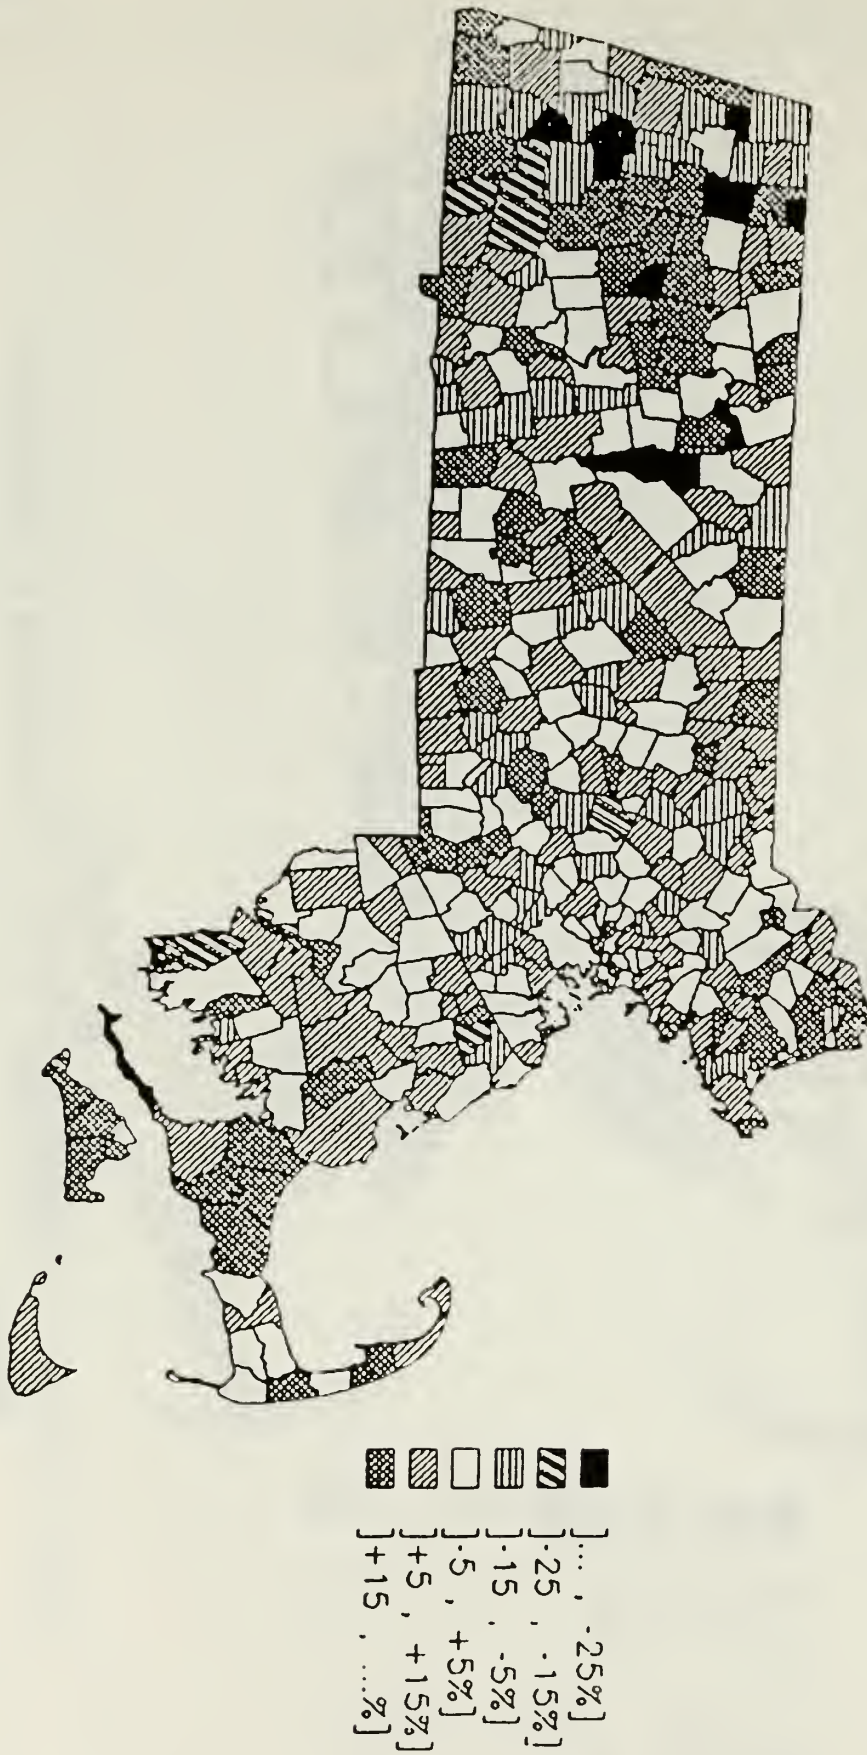 ]... , -25%]
]-25 , -15%]
]-15 , -5%]
]-5 , +5%]
]+5 , +15%]
]+15 , ...%]